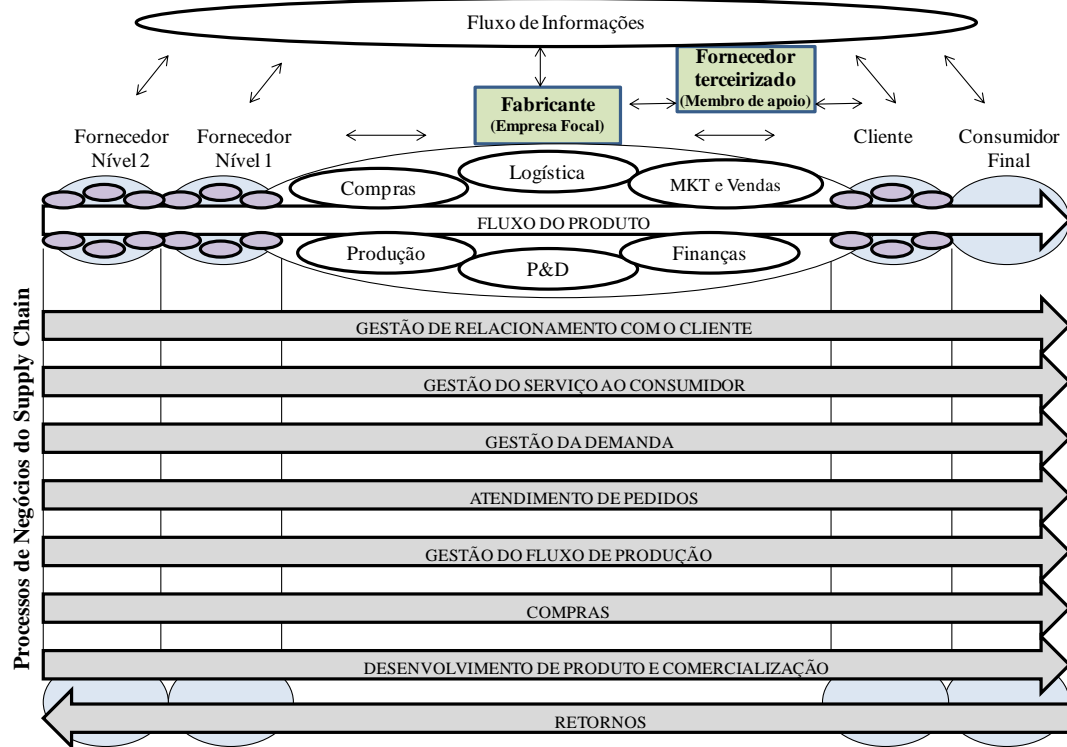 Fluxo de Informações
Fornecedor
terceirizado
(Membro de apoio)
Fabricante
(Empresa Focal)
Fornecedor
Nível 2
Fornecedor
Nível 1
Cliente
Consumidor
Final
Compras
Logística
MKT e Vendas
FLUXO DO PRODUTO
Produção
P&D
Finanças
Processos de Negócios do Supply Chain
GESTÃO DE RELACIONAMENTO COM O CLIENTE
GESTÃO DO SERVIÇO AO CONSUMIDOR
GESTÃO DA DEMANDA
ATENDIMENTO DE PEDIDOS
GESTÃO DO FLUXO DE PRODUÇÃO
COMPRAS
DESENVOLVIMENTO DE PRODUTO E COMERCIALIZAÇÃO
RETORNOS